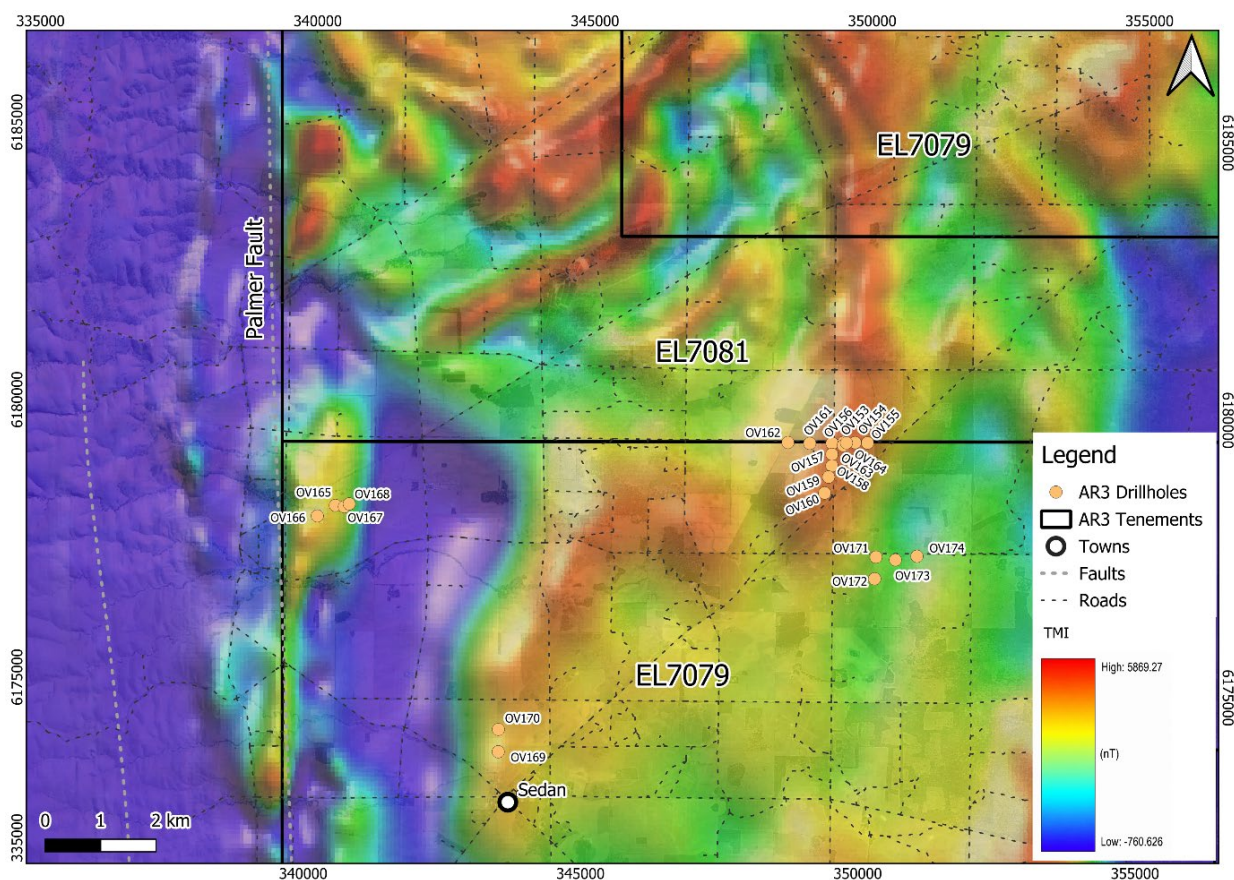 335000
340000
345000
350000
355000
6185000
6185000
EL7079
Palmer Fault
EL7081
6180000
6180000
OV162
OV161
OV156
OV153
OV154
OV155
OV157
OV164
OV163
OV159
OV158
OV160
OV165
OV168
OV166
OV167
OV171
OV174
OV172
OV173
EL7079
6175000
6175000
OV170
OV169
Sedan
0 1 2 km
335000
340000
345000
350000
355000
Legend
AR3 Drillholes
AR3 Tenements
Towns
Faults
Roads
TMI
High: 5869.27
(nT)
Low: -760.626